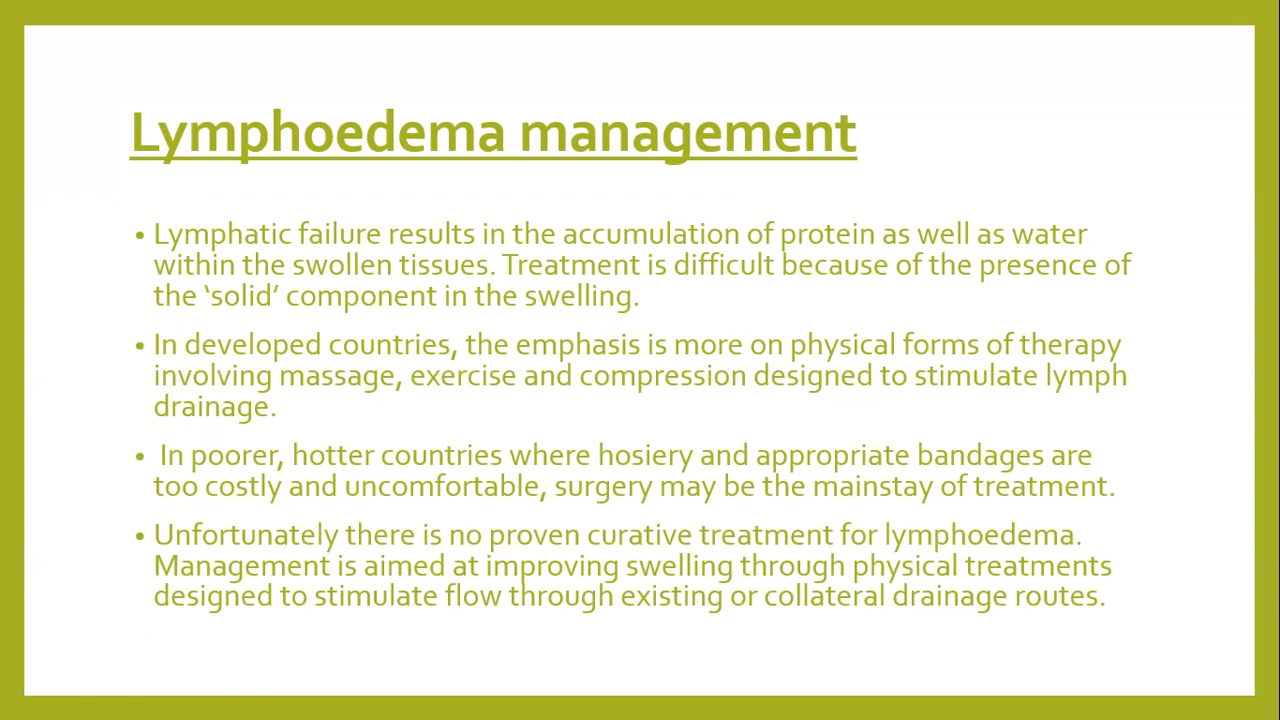 Lymphoedema management
• Lymphatic failure results in the accumulation of protein as well as water
within the swollen tissues. Treatment is difficult because of the presence of
the ‘solid’ component in the swelling.
• In developed countries, the emphasis is more on physical forms of therapy
involving massage, exercise and compression designed to stimulate lymph
drainage.
• In poorer, hotter countries where hosiery and appropriate bandages are
too costly and uncomfortable, surgery may be the mainstay of treatment.
• Unfortunately there is no proven curative treatment for lymphoedema.
Management is aimed at improving swelling through physical treatments
designed to stimulate flow through existing or collateral drainage routes.